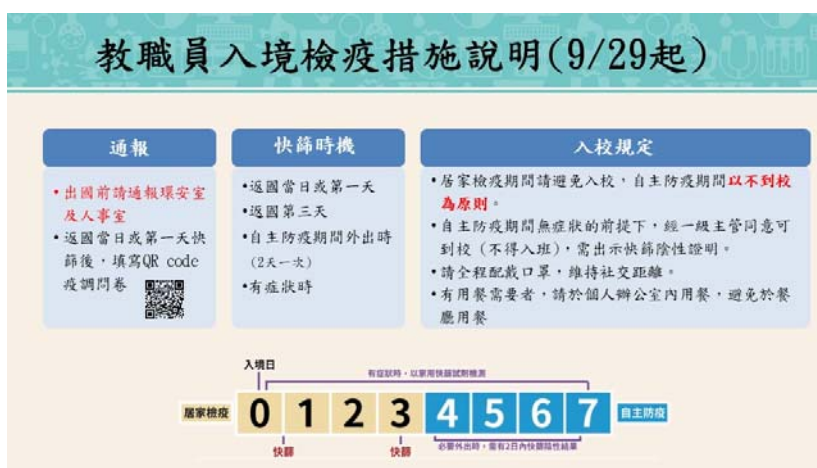 教職員入境檢疫措施說明(9/29起)
通報
•出國前請通報環安室
及人事室
•返國當日或第一天快
篩後，填寫QR code
疫調問卷
快篩時機
•返國當日或第一天
•返國第三天
•自主防疫期間外出時
（2天一次）
•有症狀時
入校規定
•居家檢疫期間請避免入校，自主防疫期間以不到校
為原則。
•自主防疫期間無症狀的前提下，經一級主管同意可
到校（不得入班），需出示快篩陰性證明。
•請全程配戴口罩，維持社交距離。
•有用餐需要者，請於個人辦公室內用餐，避免於餐
廳用餐
入境日
有症狀時，以家用快篩試劑檢測
居家檢疫 0 1 2 3 4 5 6 7 自主防疫
快篩 快篩 必要外出時，需有2日內快篩陰性結果